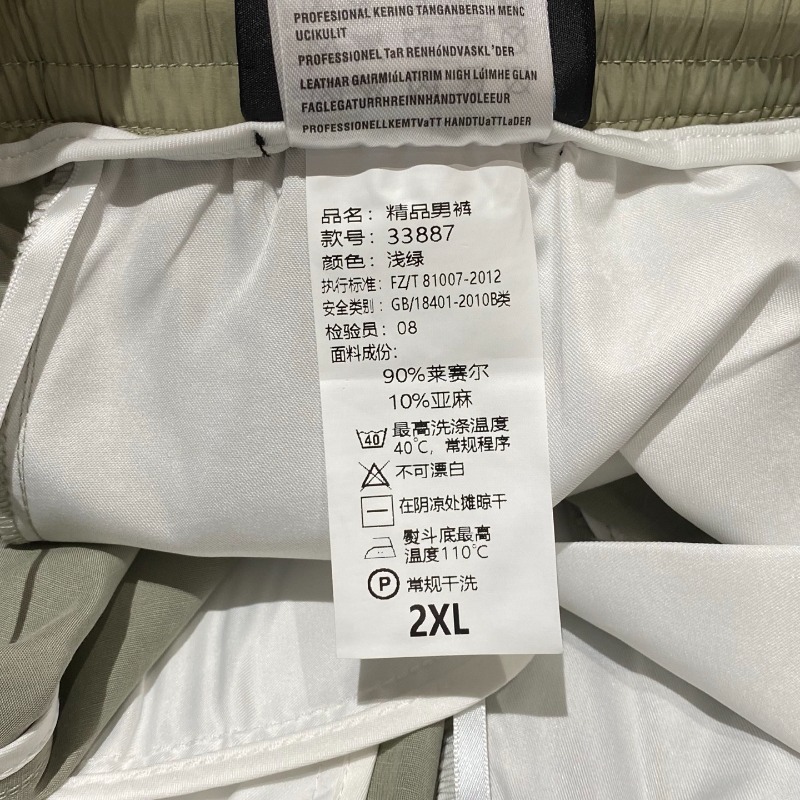 PROFESIONAL KERING TANGANBERSIH MENC
UCIKULIT
PROFESSIONEL TaR RENHóNDVASKL'DER
LEATHAR GAIRMIúLATIRIM NIGH LúIMHE GLAN
FAGLEGATURRHREINNHANDTVOLEEUR
PROFESSIONELLKEMTVaTT HANDTUaTTLaDER
品名：精品男裤
款号：33887
颜色：浅绿
执行标准：FZ/T 81007-2012
安全类别：GB/18401-2010B类
检验员：08
面料成份：
90%莱赛尔
10%亚麻
40 最高洗涤温度
40℃，常规程序
不可漂白
在阴凉处摊晾干
熨斗底最高
温度110℃
P 常规干洗
2XL